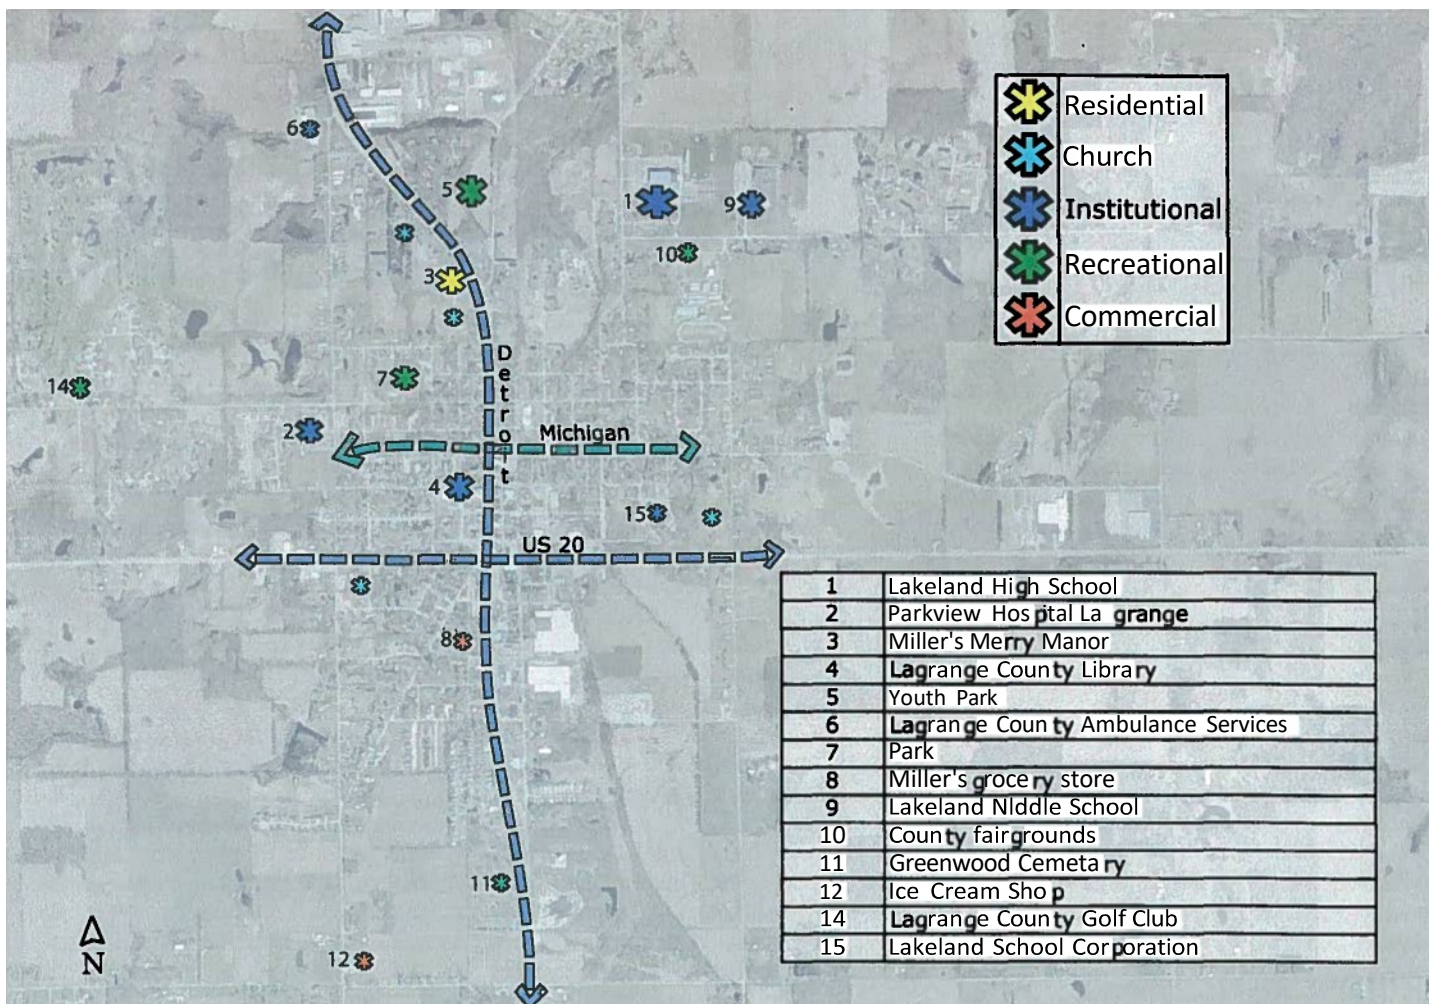 6
5
1
9
10
3
14
7
2
Detroit
Michigan
4
15
US 20
8
11
12
N
Residential
Church
Institutional
Recreational
Commercial
1 Lakeland High School
2 Parkview Hospital La grange
3 Miller's Merry Manor
4 Lagrange County Library
5 Youth Park
6 Lagrange County Ambulance Services
7 Park
8 Miller's grocery store
9 Lakeland Nlddle School
10 County fairgrounds
11 Greenwood Cemetary
12 Ice Cream Shop
14 Lagrange County Golf Club
15 Lakeland School Corporation